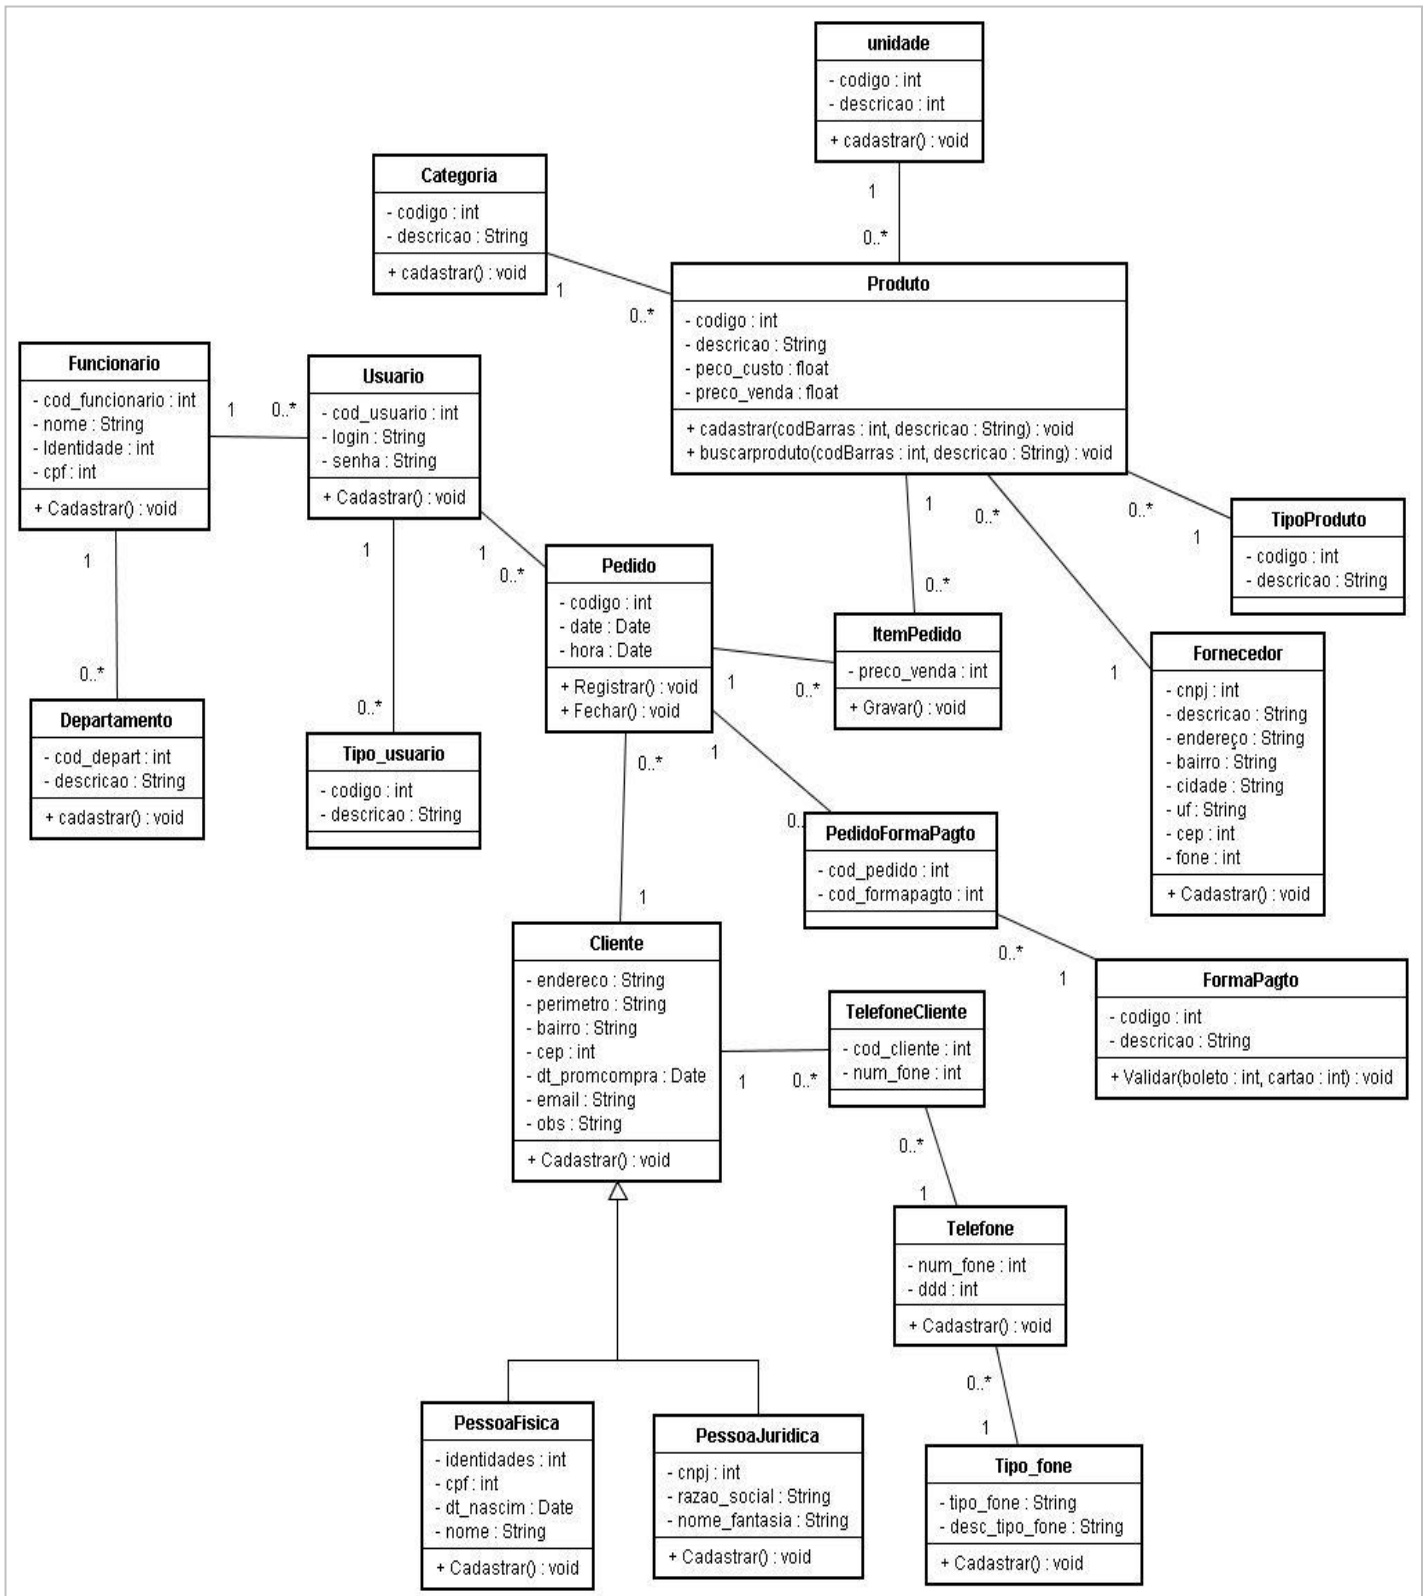 unidade
- codigo : int
- descricao : int
+ cadastrar() : void
1
0..*
Categoria
- codigo : int
- descricao : String
+ cadastrar() : void
1
0..*
Produto
- codigo : int
- descricao : String
- peco_custo : float
- preco_venda : float
+ cadastrar(codBarras : int, descricao : String) : void
+ buscarproduto(codBarras : int, descricao : String) : void
Funcionario
- cod_funcionario : int
- nome : String
- Identidade : int
- cpf : int
+ Cadastrar() : void
1
0..*
Usuario
- cod_usuario : int
- login : String
- senha : String
+ Cadastrar() : void
1
0..*
1
0..*
1
0..*
1
0..*
0..*
1
0..*
1
TipoProduto
- codigo : int
- descricao : String
Pedido
- codigo : int
- date : Date
- hora : Date
+ Registrar() : void
+ Fechar() : void
1
0..*
ItemPedido
- preco_venda : int
+ Gravar() : void
Fornecedor
- cnpj : int
- descricao : String
- endereço : String
- bairro : String
- cidade : String
- uf : String
- cep : int
- fone : int
+ Cadastrar() : void
Departamento
- cod_depart : int
- descricao : String
+ cadastrar() : void
Tipo_usuario
- codigo : int
- descricao : String
0..*
1
1
0..
PedidoFormaPagto
- cod_pedido : int
- cod_formapagto : int
0..*
1
FormaPagto
- codigo : int
- descricao : String
+ Validar(boleto : int, cartao : int) : void
Cliente
- endereco : String
- perimetro : String
- bairro : String
- cep : int
- dt_promcompra : Date
- email : String
- obs : String
+ Cadastrar() : void
1
0..*
TelefoneCliente
- cod_cliente : int
- num_fone : int
0..*
1
Telefone
- num_fone : int
- ddd : int
+ Cadastrar() : void
0..*
1
PessoaFisica
- identidades : int
- cpf : int
- dt_nascim : Date
- nome : String
+ Cadastrar() : void
PessoaJuridica
- cnpj : int
- razao_social : String
- nome_fantasia : String
+ Cadastrar() : void
Tipo_fone
- tipo_fone : String
- desc_tipo_fone : String
+ Cadastrar() : void